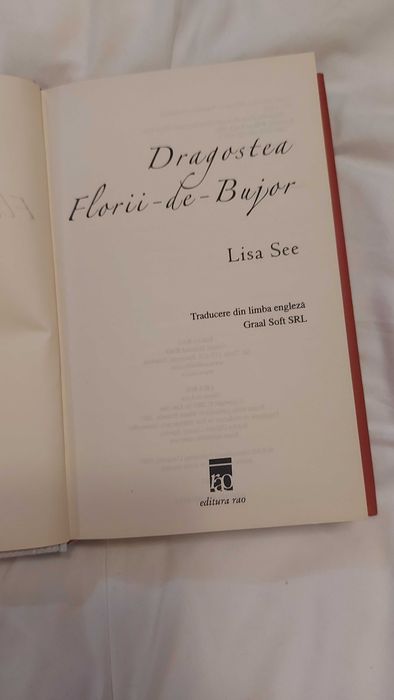 Dragostea
Florii-de-Bujor
Lisa See
Traducere din limba engleză
Graal Soft SRL
rao
editura rao